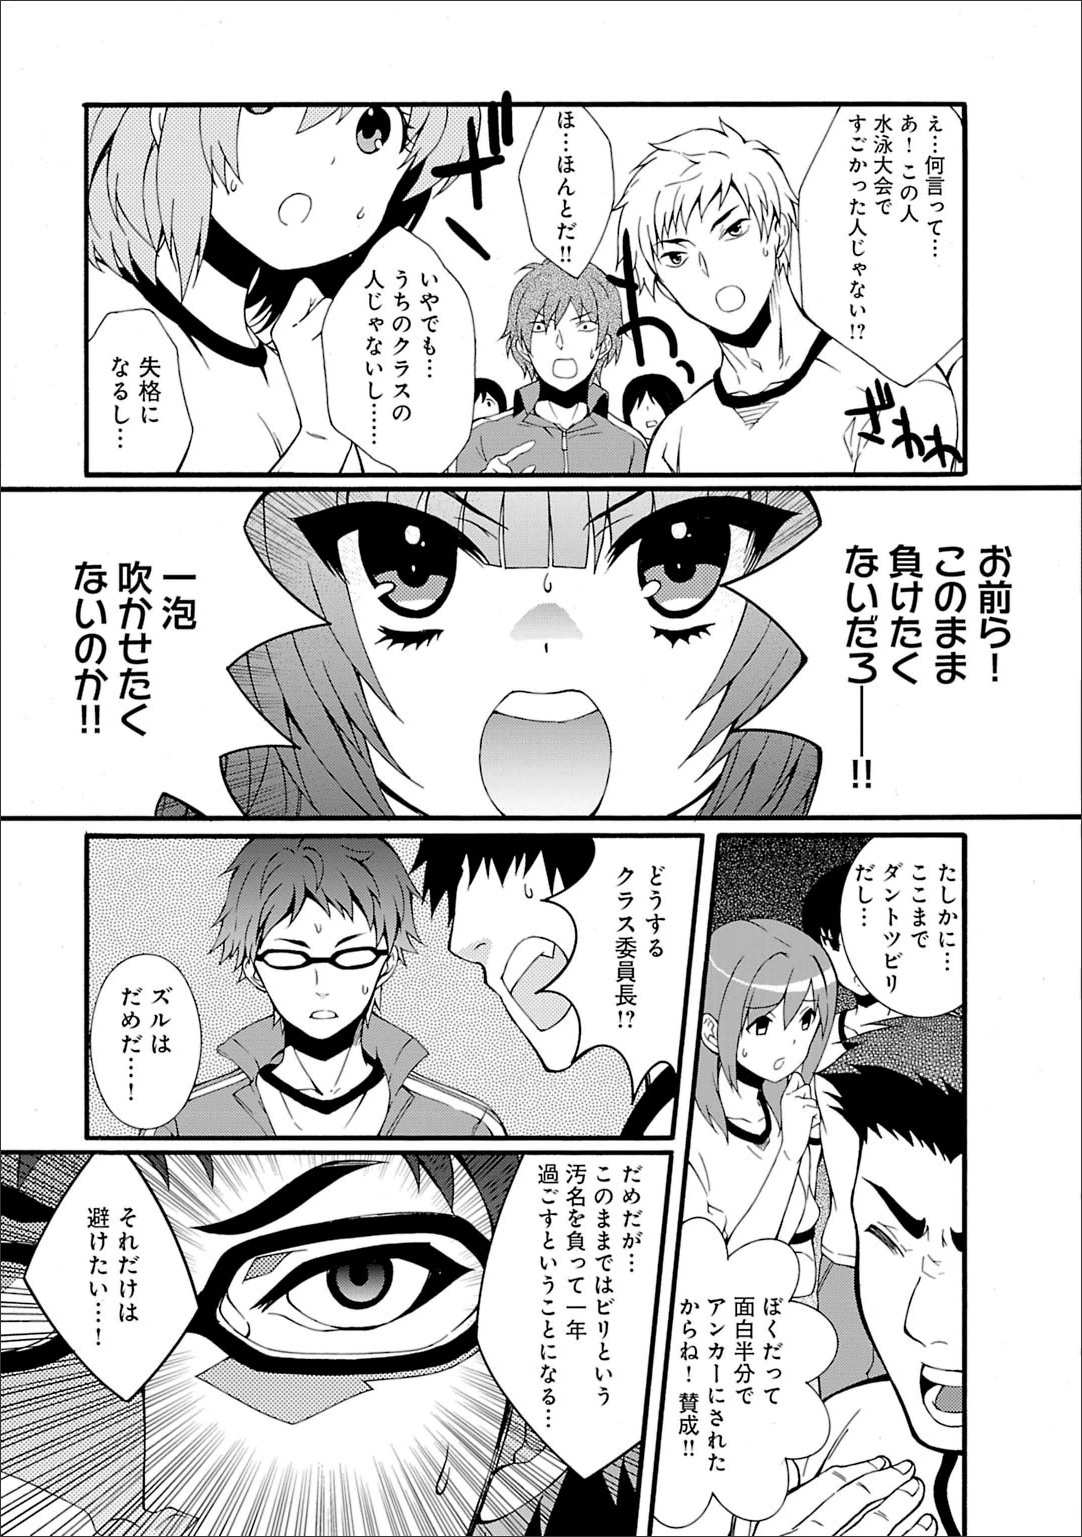 え…何言って…
あ！この人
水泳大会で
すごかった人じゃない!?
ざわわ
ほ…ほんとだ!!
いやでも…
うちのクラスの
人じゃないし……
失格に
なるし…
お前ら！
このまま
負けたく
ないだろ――!!
一泡
吹かせたく
ないのか!!
たしかに…
ここまで
ダントツビリ
だし…
ぼくだって
面白半分で
アンカーにされた
からね！賛成!!
どうする
クラス委員長!?
ズルは
だめだ…！
だめだが…
このままではビリという
汚名を負って一年
過ごすということになる…
それだけは
避けたい…！